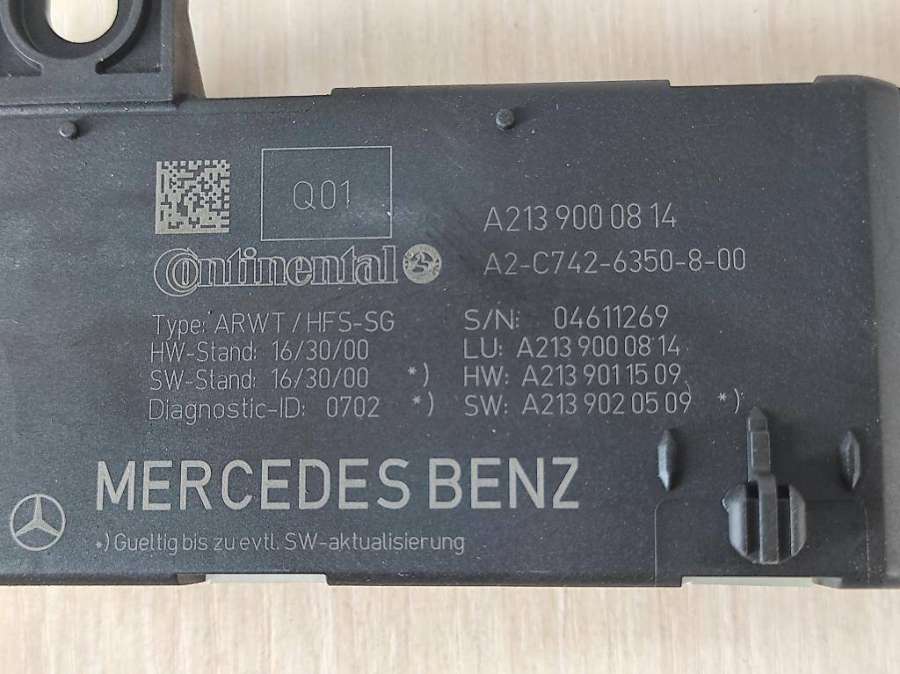 Q01
A213 900 08 14
Continental
A2-C742-6350-8-00
Type: ARWT/HFS-SG
S/N: 04611269
HW-Stand: 16/30/00
LU: A213 900 08 14
SW-Stand: 16/30/00 *)
HW: A213 901 15 09
Diagnostic-ID: 0702 *)
SW: A213 902 05 09 *)
MERCEDES BENZ
*) Gueltig bis zu evtl. SW-aktualisierung